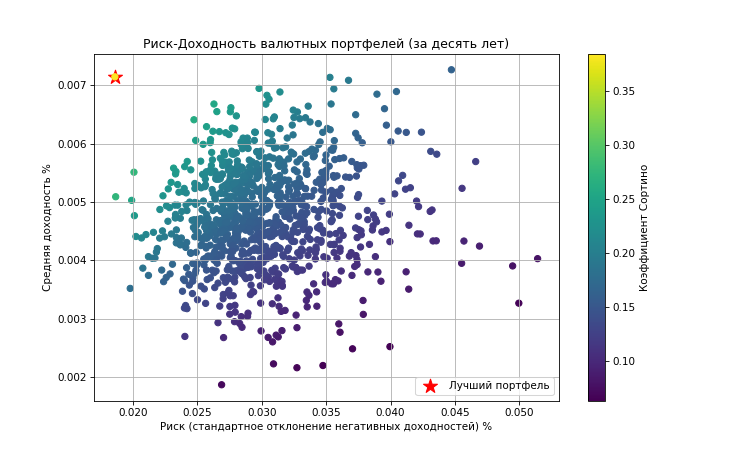 Риск-Доходность валютных портфелей (за десять лет)
0.007
0.006
0.005
0.004
0.003
0.002
Средняя доходность %
0.020 0.025 0.030 0.035 0.040 0.045 0.050
Риск (стандартное отклонение негативных доходностей) %
Лучший портфель
0.35
0.30
0.25
0.20
0.15
0.10
Коэффициент Сортино